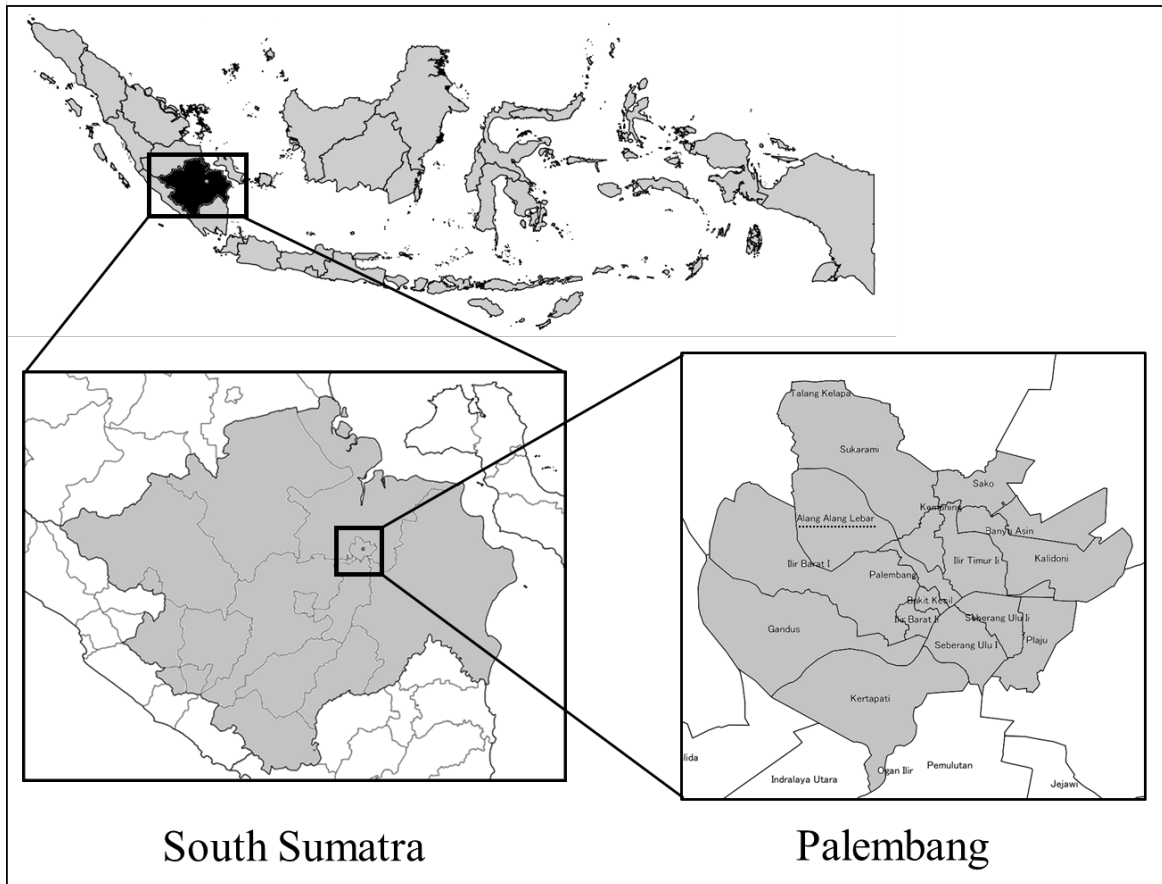 Talang Kelapa
Sukarami
Sako
Kemuning
Alang Alang Lebar
Banyu Asin
Ilir Barat I
Ilir Timur Ii
Kalidoni
Palembang
Bukit Kecil
Ilir Barat Ii
Seberang Ulu Ii
Gandus
Seberang Ulu I
Plaju
Kertapati
lida
Indralaya Utara
Ogan Ilir
Pemulutan
Jejawi
South Sumatra
Palembang